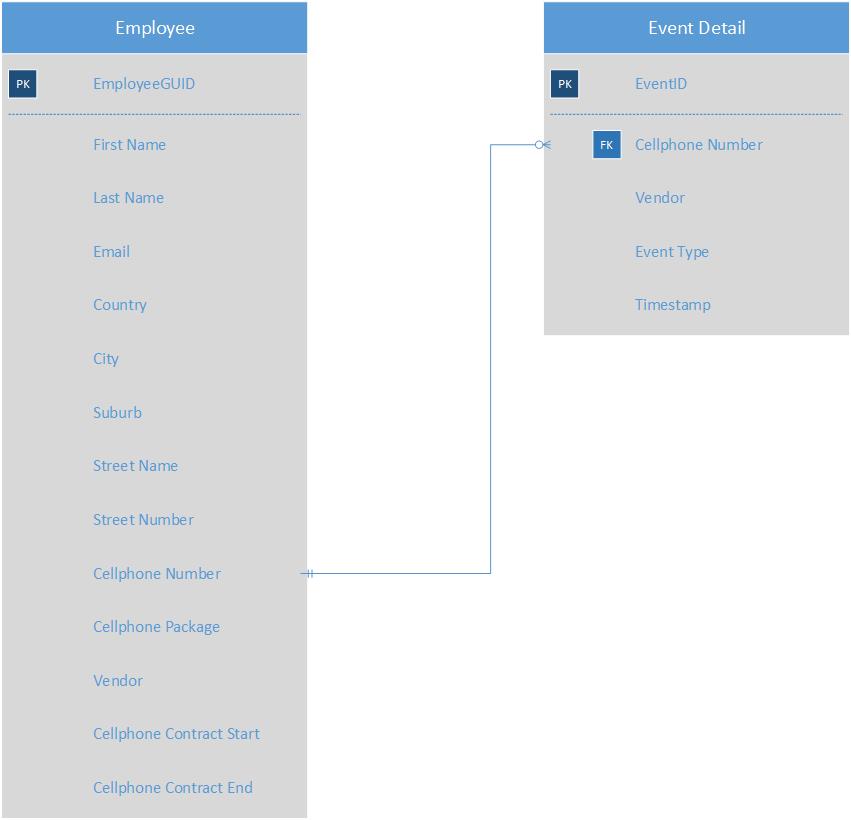 Employee
PK EmployeeGUID
First Name
Last Name
Email
Country
City
Suburb
Street Name
Street Number
Cellphone Number
Cellphone Package
Vendor
Cellphone Contract Start
Cellphone Contract End
Event Detail
PK EventID
FK Cellphone Number
Vendor
Event Type
Timestamp